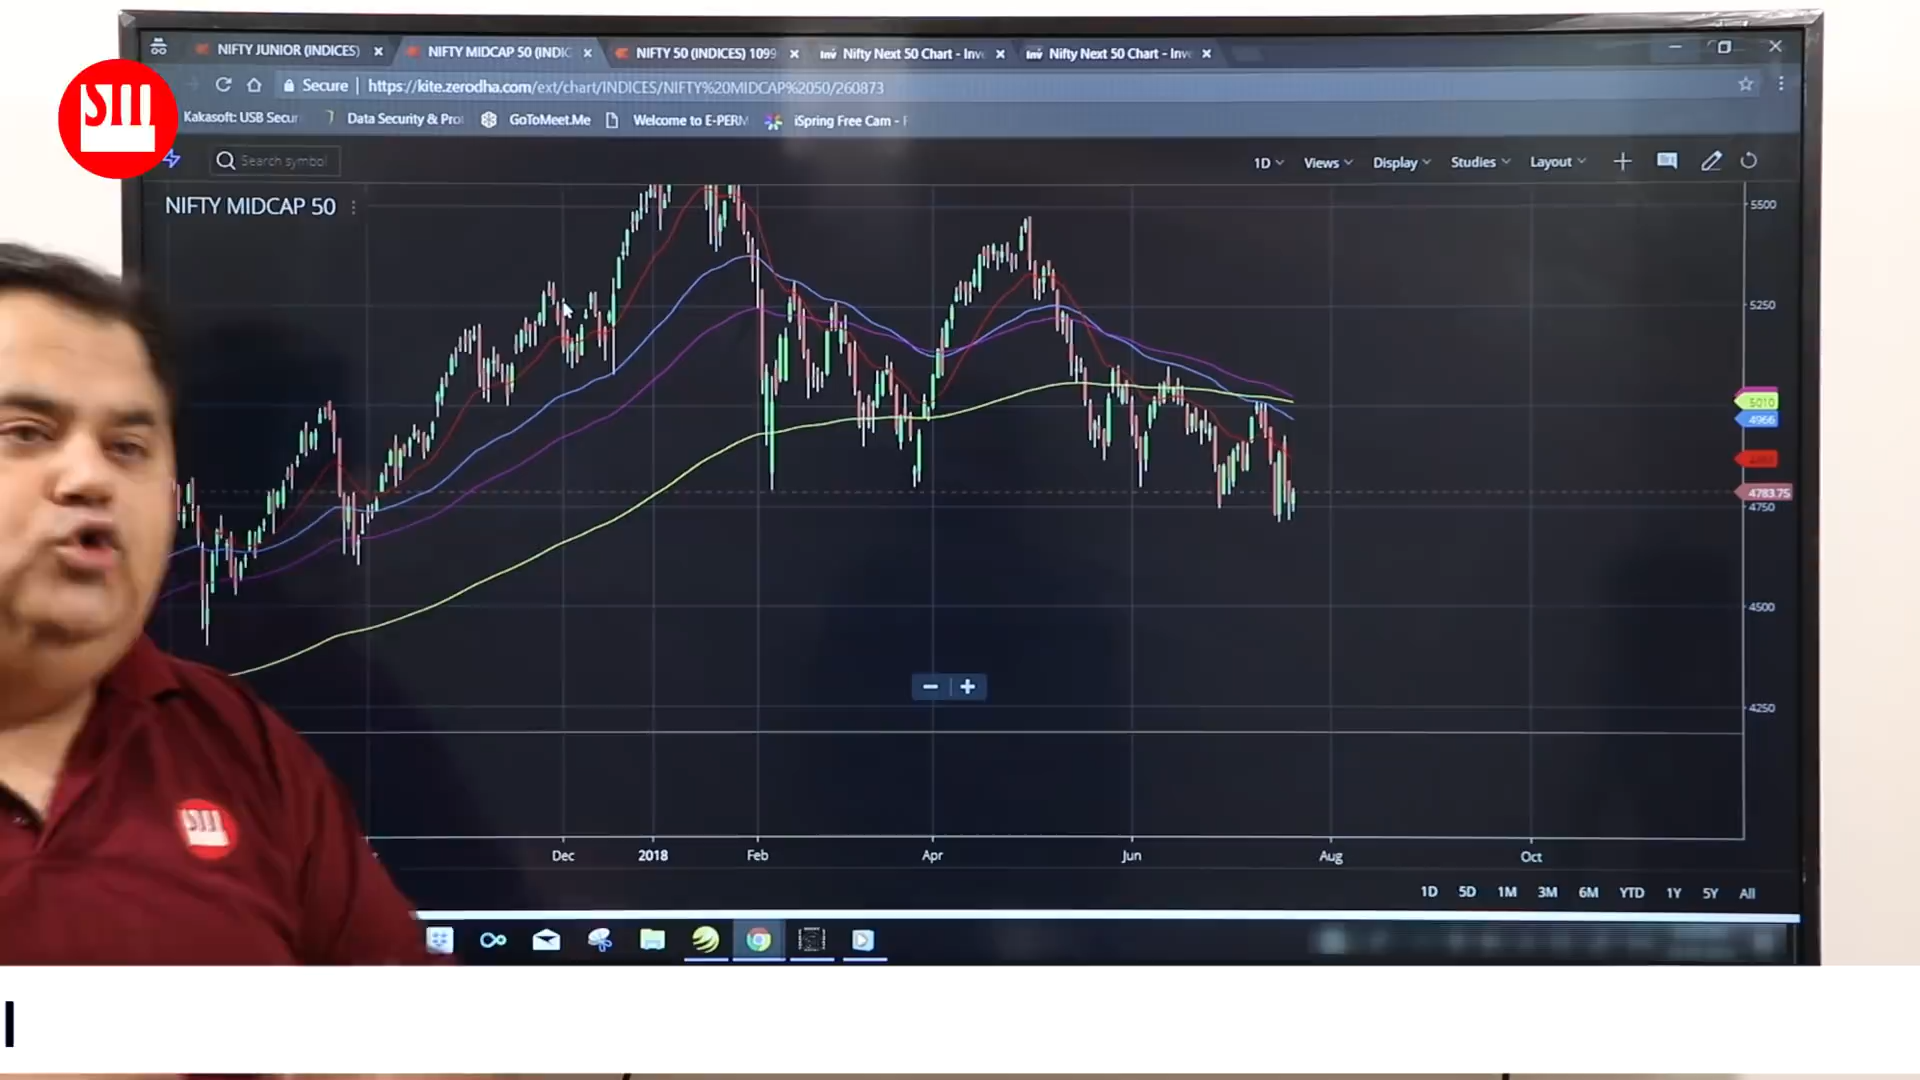 NIFTY JUNIOR (INDICES)
NIFTY MIDCAP 50 (INDIC
NIFTY 50 (INDICES) 1099
Inv Nifty Next 50 Chart - Inv
Inv Nifty Next 50 Chart - Inv
Secure
https://kite.zerodha.com/ext/chart/INDICES/NIFTY%20MIDCAP%2050/260873
Kakasoft: USB Secur
Data Security & Pro
GoToMeet.Me
Welcome to E-PERM
iSpring Free Cam - F
SM
Search symbol
1D
Views
Display
Studies
Layout
NIFTY MIDCAP 50
5500
5250
5010
4966
4783.75
4750
4500
4250
SM
Dec
2018
Feb
Apr
Jun
Aug
Oct
1D 5D 1M 3M 6M YTD 1Y 5Y All